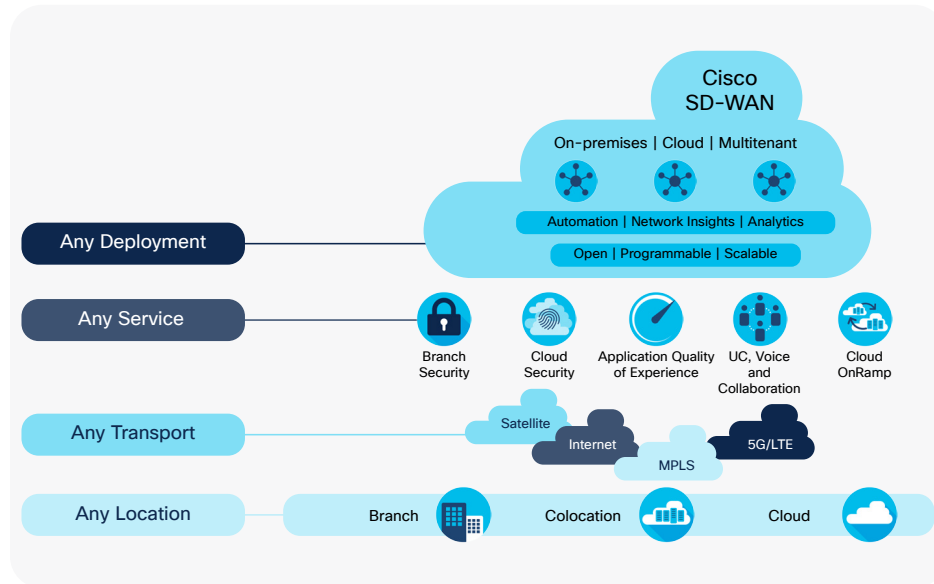 Cisco
SD-WAN
On-premises | Cloud | Multitenant
Automation | Network Insights | Analytics
Open | Programmable | Scalable
Any Deployment
Any Service
Branch
Security
Cloud
Security
Application Quality
of Experience
UC, Voice
and
Collaboration
Cloud
OnRamp
Any Transport
Satellite
Internet
MPLS
5G/LTE
Any Location
Branch
Colocation
Cloud